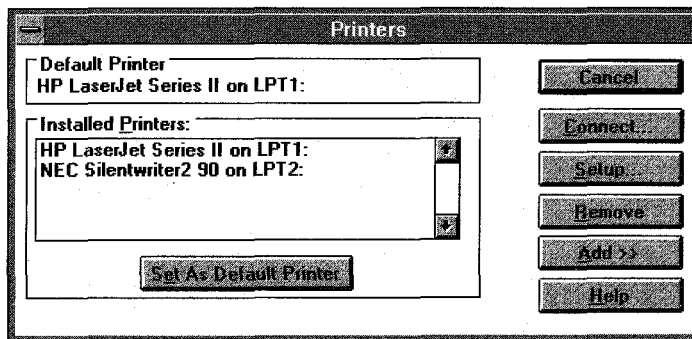 Printers
Default Printer
HP LaserJet Series II on LPT1:
Installed Printers:
HP LaserJet Series II on LPT1:
NEC Silentwriter2 90 on LPT2:
Set As Default Printer
Cancel
Connect...
Setup...
Remove
Add >>
Help